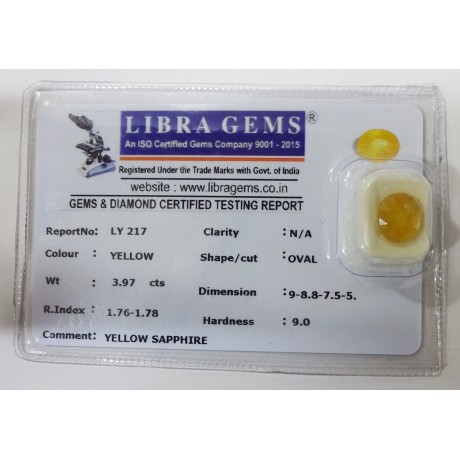 LIBRA GEMS ®
An ISO Certified Gems Company 9001 - 2015
Registered Under the Trade Marks with Govt. of India
website : www.libragems.co.in
GEMS & DIAMOND CERTIFIED TESTING REPORT
ReportNo: LY 217 Clarity : N/A
Colour : YELLOW Shape/cut :OVAL
Wt : 3.97 cts Dimension :9-8.8-7.5-5.
R.Index : 1.76-1.78 Hardness : 9.0
Comment: YELLOW SAPPHIRE